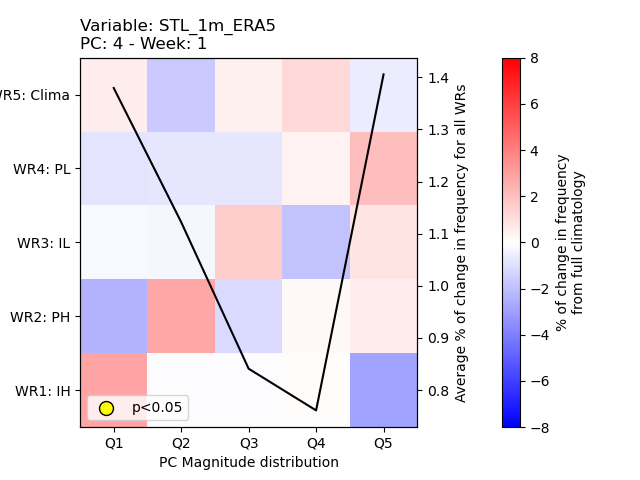 Variable: STL_1m_ERA5
PC: 4 - Week: 1
WR5: Clima
WR4: PL
WR3: IL
WR2: PH
WR1: IH
p<0.05
Q1 Q2 Q3 Q4 Q5
PC Magnitude distribution
1.4
1.3
1.2
1.1
1.0
0.9
0.8
Average % of change in frequency for all WRs
8
6
4
2
0
−2
−4
−6
−8
% of change in frequency
from full climatology